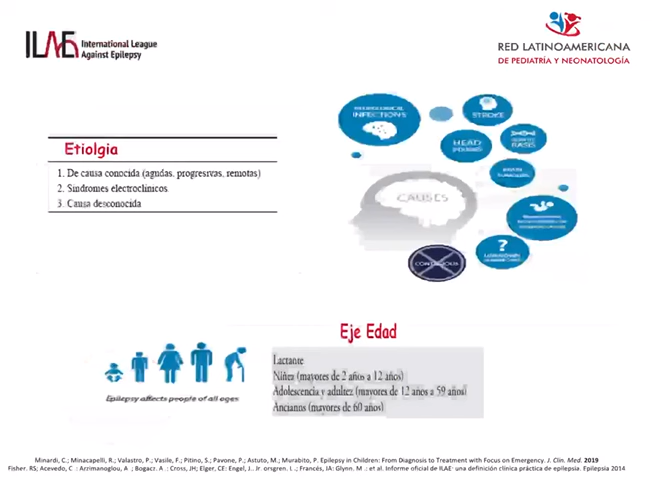 ILAE International League
Against Epilepsy
RED LATINOAMERICANA
DE PEDIATRÍA Y NEONATOLOGÍA
Etiolgia
1. De causa conocida (agudas, progresivas, remotas)
2. Sindromes electroclinicos
3. Causa desconocida
INFECTIONS
STROKE
HEAD
BASIS
CAUSES
?
Eje Edad
Lactante
Niñez (mayores de 2 años a 12 años)
Adolescencia y adultez (mayores de 12 años a 59 años)
Ancianos (mayores de 60 años)
Epilepsy affects people of all ages
Minardi, C.; Minacapelli, R.; Valastro, P.; Vasile, F.; Pitino, S.; Pavone, P.; Astuto, M.; Murabito, P. Epilepsy in Children: From Diagnosis to Treatment with Focus on Emergency. J. Clin. Med. 2019
Fisher. RS; Acevedo, C. : Arzimanoglou, A .; Bogacz. A .: Cross, JH; Elger, CE: Engel, J.. Jr. orsgren. L .; Francés, JA: Glynn. M .: et al. Informe oficial de ILAE: una definición clínica práctica de epilepsia. Epilepsia 2014